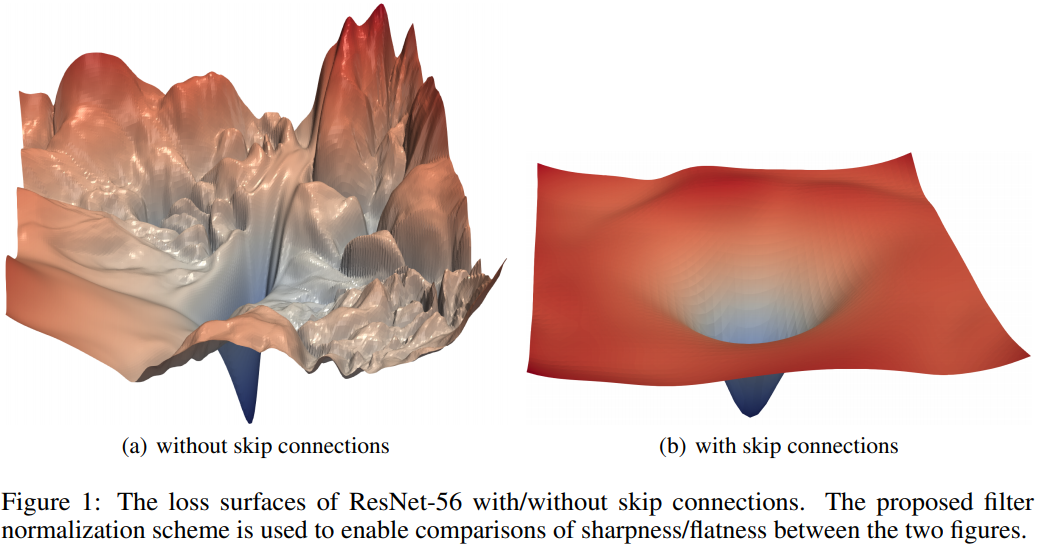 (a) without skip connections
(b) with skip connections
Figure 1: The loss surfaces of ResNet-56 with/without skip connections. The proposed filter
normalization scheme is used to enable comparisons of sharpness/flatness between the two figures.